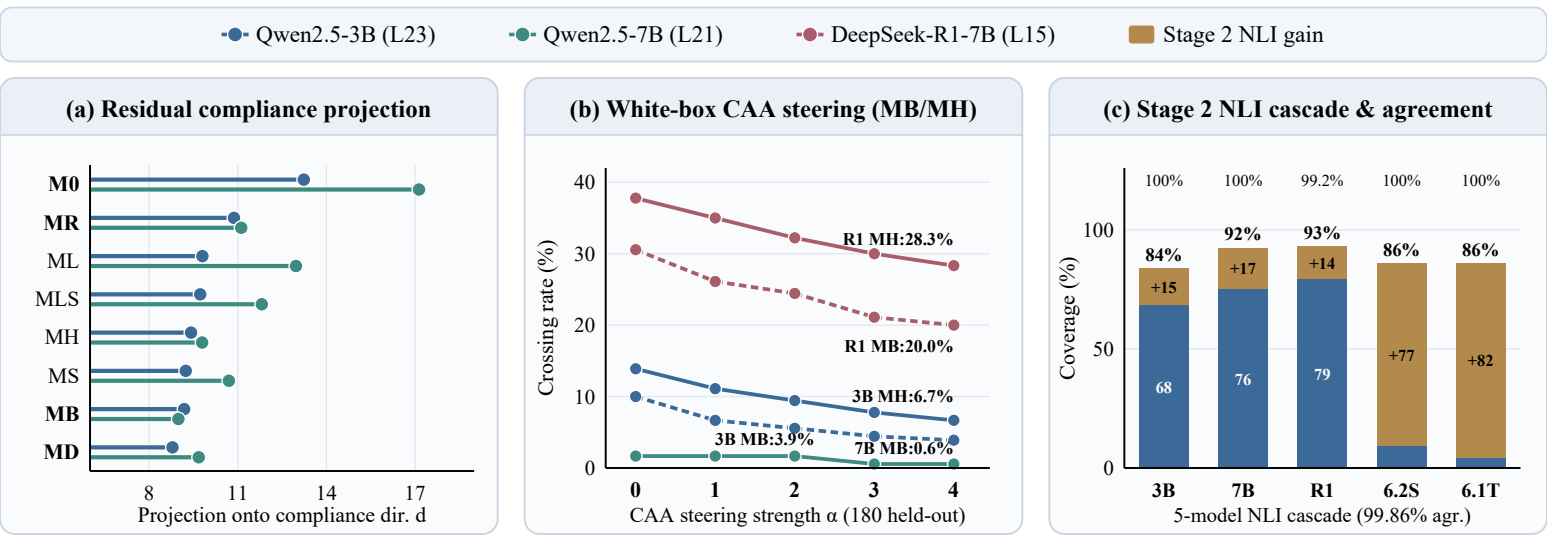 Qwen2.5-3B (L23) Qwen2.5-7B (L21) DeepSeek-R1-7B (L15) Stage 2 NLI gain
(a) Residual compliance projection
M0
MR
ML
MLS
MH
MS
MB
MD
8 11 14 17
Projection onto compliance dir. d
(b) White-box CAA steering (MB/MH)
Crossing rate (%)
40
30
20
10
0
R1 MH:28.3%
R1 MB:20.0%
3B MH:6.7%
3B MB:3.9%
7B MB:0.6%
0 1 2 3 4
CAA steering strength α (180 held-out)
(c) Stage 2 NLI cascade & agreement
Coverage (%)
100% 100% 99.2% 100% 100%
100
50
0
84% 92% 93% 86% 86%
+15 +17 +14 +77 +82
68 76 79
3B 7B R1 6.2S 6.1T
5-model NLI cascade (99.86% agr.)